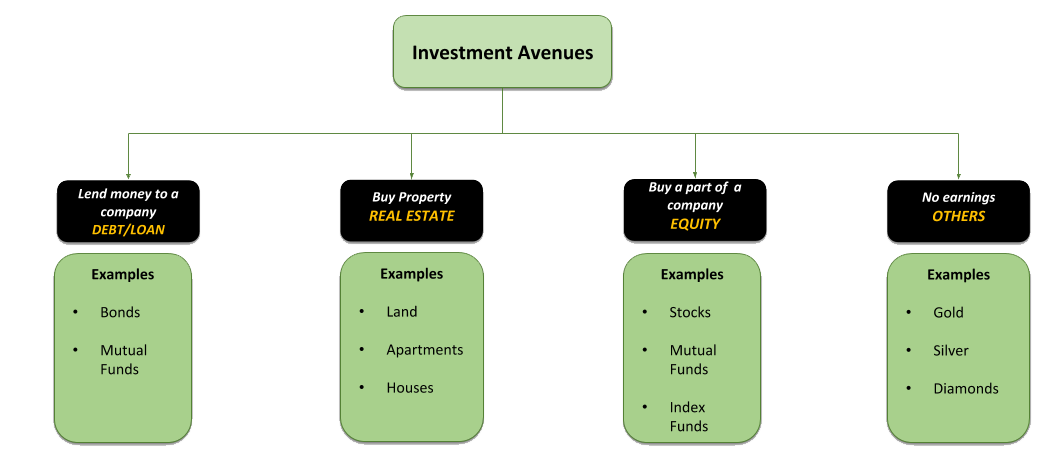 Investment Avenues
Lend money to a
company
DEBT/LOAN
Buy Property
REAL ESTATE
Buy a part of a
company
EQUITY
No earnings
OTHERS
Examples
• Bonds
• Mutual
Funds
Examples
• Land
• Apartments
• Houses
Examples
• Stocks
• Mutual
Funds
• Index
Funds
Examples
• Gold
• Silver
• Diamonds